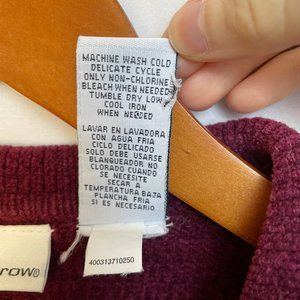 MACHINE WASH COLD
DELICATE CYCLE
ONLY NON-CHLORINE
BLEACH WHEN NEEDED
TUMBLE DRY LOW
COOL IRON
WHEN NEEDED
LAVAR EN LAVADORA
CON AGUA FRIA
CICLO DELICADO
SOLO DEBE USARSE
BLANQUEADOR NO
CLORADO CUANDO
SE NECESITE
SECAR A
TEMPERATURA BAJA
PLANCHA FRIA
SI ES NECESARIO
row®
400313710250